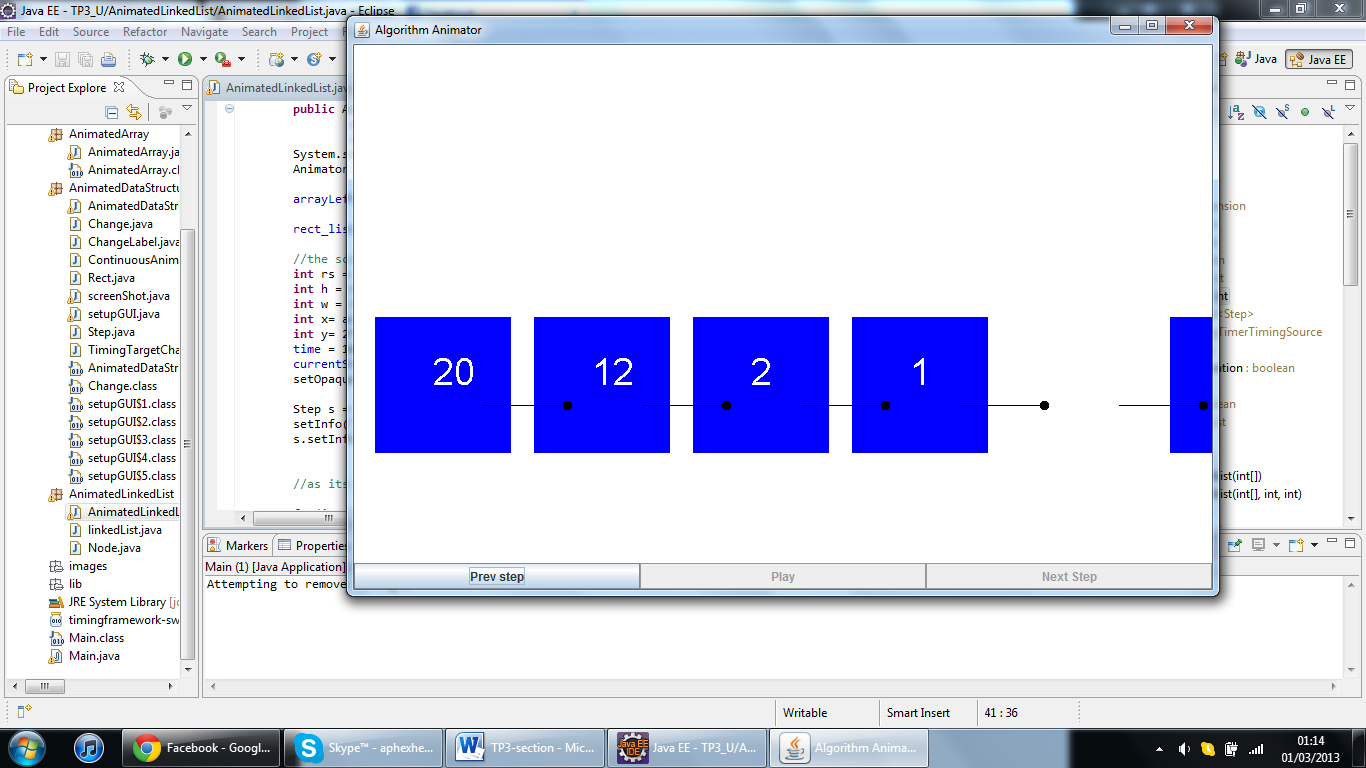 Java EE - TP3_U/AnimatedLinkedList/AnimatedLinkedList.java - Eclipse
File Edit Source Refactor Navigate Search Project
Java Java EE
Project Explore
AnimatedArray
AnimatedArray.ja
AnimatedArray.cl
AnimatedDataStructu
AnimatedDataStr
Change.java
ChangeLabel.java
ContinuousAnim
Rect.java
screenShot.java
setupGUI.java
Step.java
TimingTargetCha
AnimatedDataStr
Change.class
setupGUI$1.class
setupGUI$2.class
setupGUI$3.class
setupGUI$4.class
setupGUI$5.class
AnimatedLinkedList
AnimatedLinkedL
linkedList.java
Node.java
images
lib
JRE System Library [jc
timingframework-sw
Main.class
Main.java
AnimatedLinkedList.jav
public A
System.s
Animator
arrayLef
rect_lis
//the sc
int rs =
int h =
int w =
int x= a
int y= 2
time = 1
currentS
setOpaqu
Step s =
setInfo(
s.setInf
//as its
Algorithm Animator
20 12 2 1
Prev step Play Next Step
nsion
n
t
nt
<Step>
TimerTimingSource
ation : boolean
ean
st
ist(int[])
ist(int[], int, int)
Markers Properties
Main (1) [Java Application]
Attempting to remove
Writable Smart Insert 41 : 36
Facebook - Googl...
Skype™ - aphexhe...
TP3-section - Mic...
Java EE - TP3_U/A...
Algorithm Anima...
01:14
01/03/2013